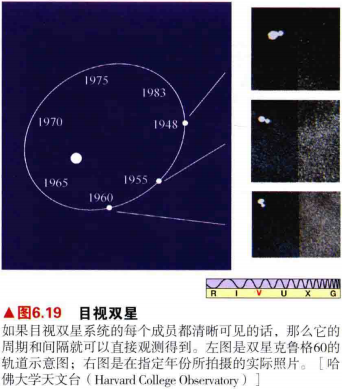 1975
1983
1970
1948
1965
1955
1960
R I V U X G
▲图6.19 目视双星
如果目视双星系统的每个成员都清晰可见的话，那么它的
周期和间隔就可以直接观测得到。左图是双星克鲁格60的
轨道示意图；右图是在指定年份所拍摄的实际照片。［哈
佛大学天文台（Harvard College Observatory）］